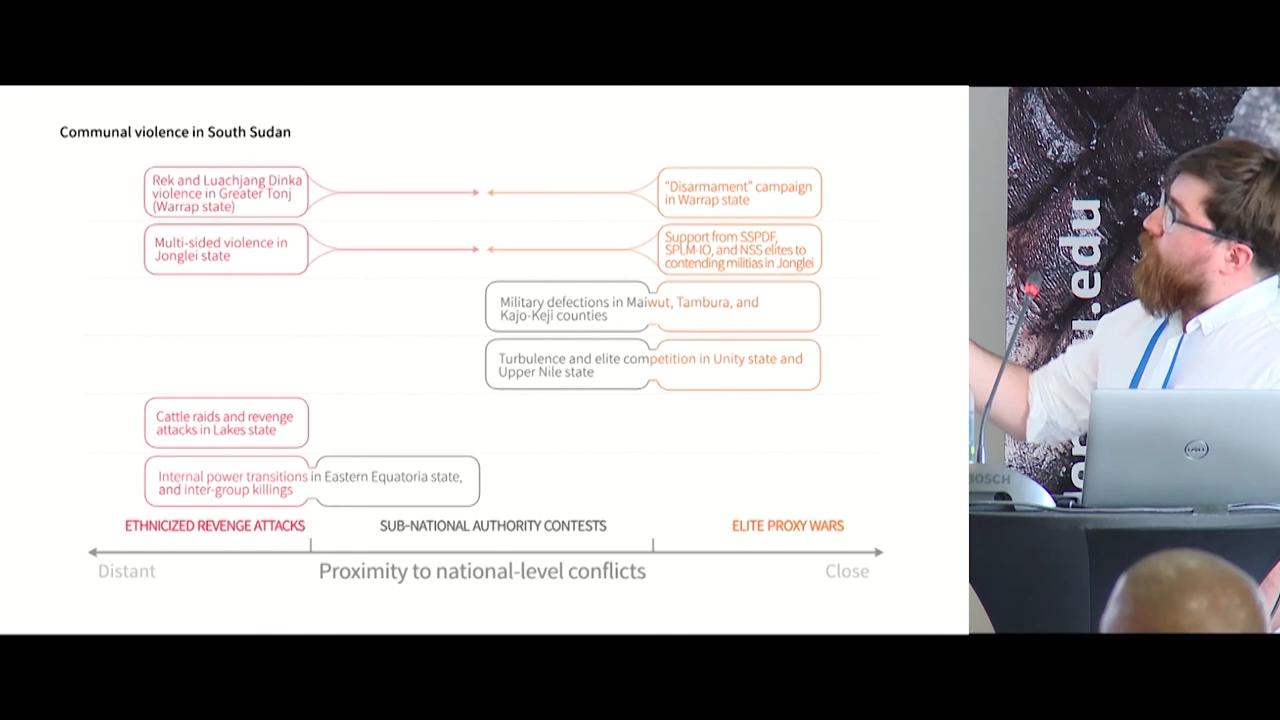 Communal violence in South Sudan
Rek and Luachjang Dinka
violence in Greater Tonj
(Warrap state)
"Disarmament" campaign
in Warrap state
Multi-sided violence in
Jonglei state
Support from SSPDF,
SPLM-IO, and NSS elites to
contending militias in Jonglei
Military defections in Maiwut, Tambura, and
Kajo-Keji counties
Turbulence and elite competition in Unity state and
Upper Nile state
Cattle raids and revenge
attacks in Lakes state
Internal power transitions in Eastern Equatoria state,
and inter-group killings
ETHNICIZED REVENGE ATTACKS
SUB-NATIONAL AUTHORITY CONTESTS
ELITE PROXY WARS
Distant
Proximity to national-level conflicts
Close
.edu
DELL
BOSCH